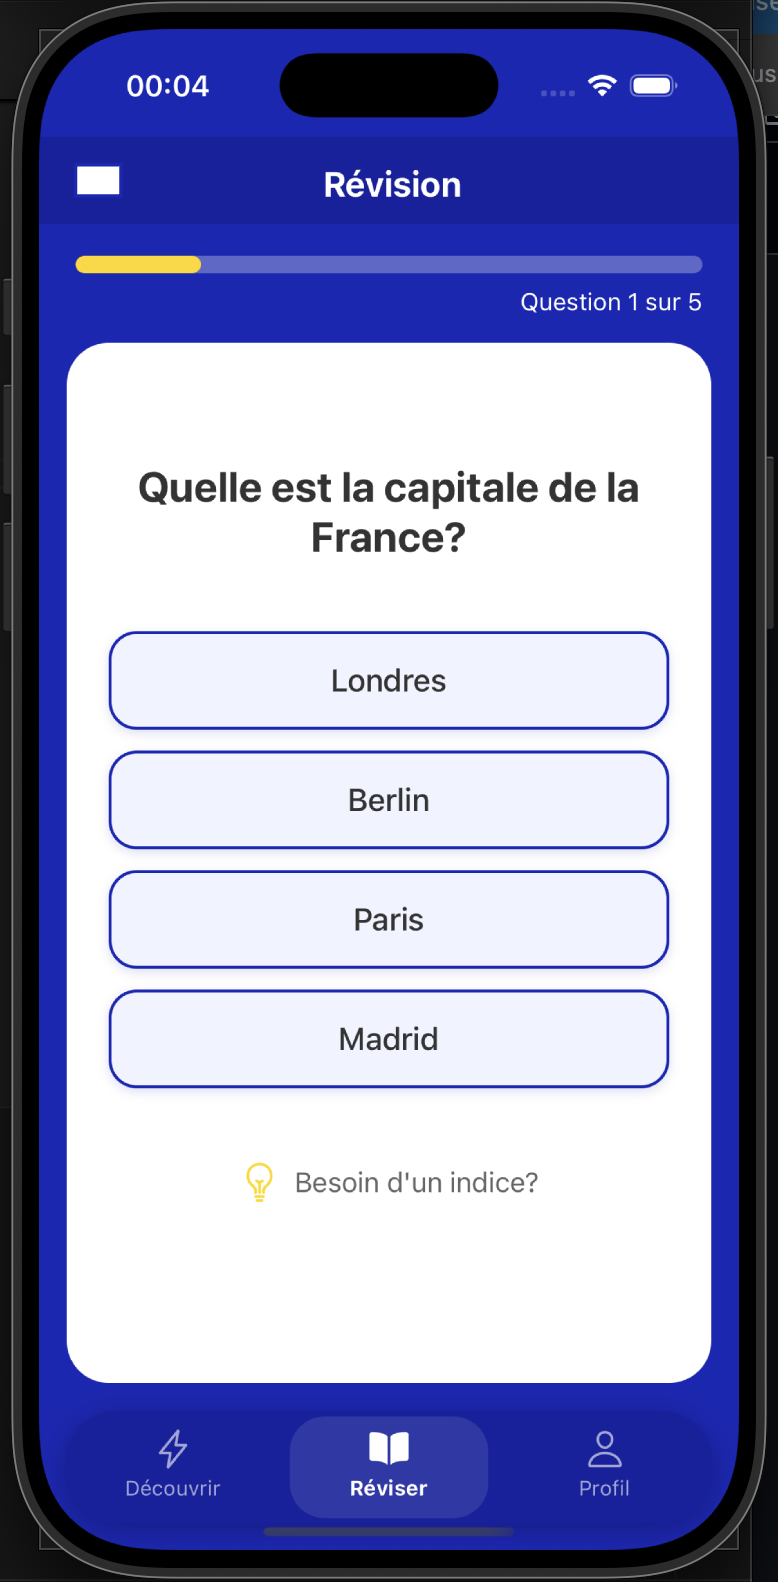 00:04
Révision
Question 1 sur 5
Quelle est la capitale de la
France?
Londres
Berlin
Paris
Madrid
Besoin d'un indice?
Découvrir
Réviser
Profil